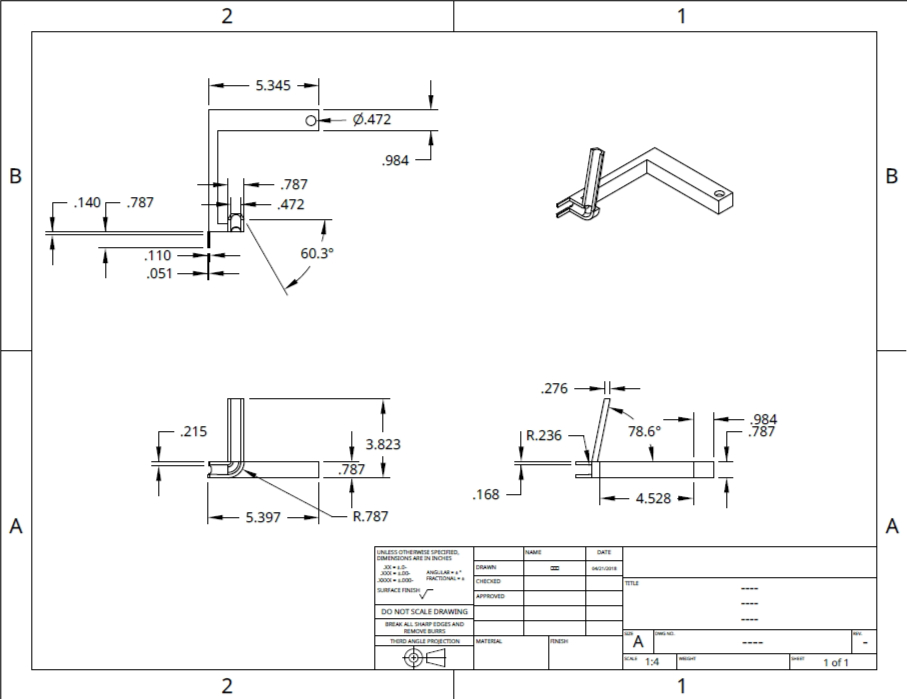 2 1
5.345
Ø.472
.984
B B
.787
.472
.140 .787
60.3°
.110
.051
.276
.984
.215
3.823
R.236
78.6°
.787
.787
.168
4.528
5.397
R.787
A A
UNLESS OTHERWISE SPECIFIED,
DIMENSIONS ARE IN INCHES
.XX = ±.0-
.XXX = ±.00-
.XXXX = ±.000-
ANGULAR = ± °
FRACTIONAL = ±
SURFACE FINISH
DO NOT SCALE DRAWING
BREAK ALL SHARP EDGES AND
REMOVE BURRS
THIRD ANGLE PROJECTION
NAME DATE
DRAWN 04/21/2018
CHECKED
APPROVED
MATERIAL FINISH
TITLE
----
----
----
SIZE DWG NO. REV.
A ---- -
SCALE 1:4 WEIGHT SHEET 1 of 1
2 1